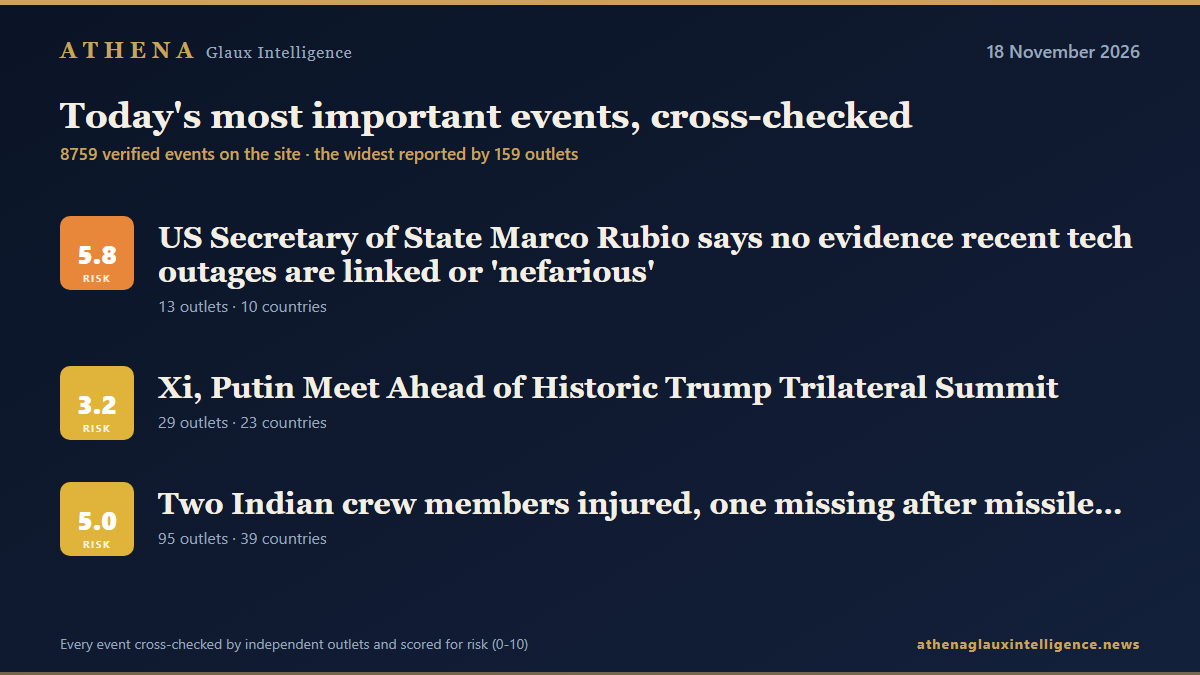 ATHENA Glaux Intelligence
18 November 2026
Today's most important events, cross-checked
8759 verified events on the site · the widest reported by 159 outlets
5.8
RISK
US Secretary of State Marco Rubio says no evidence recent tech
outages are linked or 'nefarious'
13 outlets · 10 countries
3.2
RISK
Xi, Putin Meet Ahead of Historic Trump Trilateral Summit
29 outlets · 23 countries
5.0
RISK
Two Indian crew members injured, one missing after missile...
95 outlets · 39 countries
Every event cross-checked by independent outlets and scored for risk (0-10)
athenaglauxintelligence.news